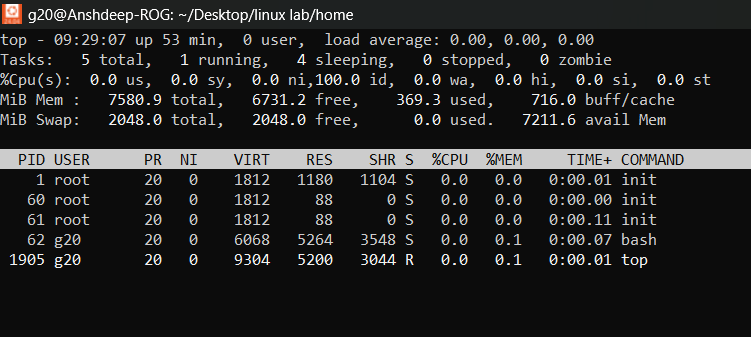 g20@Anshdeep-ROG: ~/Desktop/linux lab/home
top - 09:29:07 up 53 min,  0 user,  load average: 0.00, 0.00, 0.00
Tasks:   5 total,   1 running,   4 sleeping,   0 stopped,   0 zombie
%Cpu(s):  0.0 us,  0.0 sy,  0.0 ni,100.0 id,  0.0 wa,  0.0 hi,  0.0 si,  0.0 st
MiB Mem :   7580.9 total,   6731.2 free,    369.3 used,    716.0 buff/cache
MiB Swap:   2048.0 total,   2048.0 free,      0.0 used.   7211.6 avail Mem
PID USER      PR  NI    VIRT    RES    SHR S  %CPU  %MEM     TIME+ COMMAND
1 root      20   0    1812   1180   1104 S   0.0   0.0   0:00.01 init
60 root      20   0    1812     88      0 S   0.0   0.0   0:00.00 init
61 root      20   0    1812     88      0 S   0.0   0.0   0:00.11 init
62 g20       20   0    6068   5264   3548 S   0.0   0.1   0:00.07 bash
1905 g20       20   0    9304   5200   3044 R   0.0   0.1   0:00.01 top